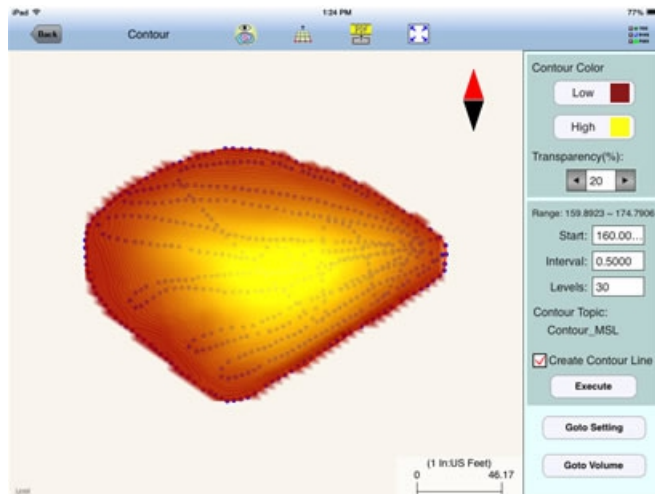 iPad
1:24 PM
77%
Back
Contour
PDF
Contour Color
Low
High
Transparency(%):
20
Range: 159.8923 ~ 174.7906
Start: 160.00...
Interval: 0.5000
Levels: 30
Contour Topic:
Contour_MSL
Create Contour Line
Execute
Goto Setting
Goto Volume
(1 In:US Feet)
0 46.17